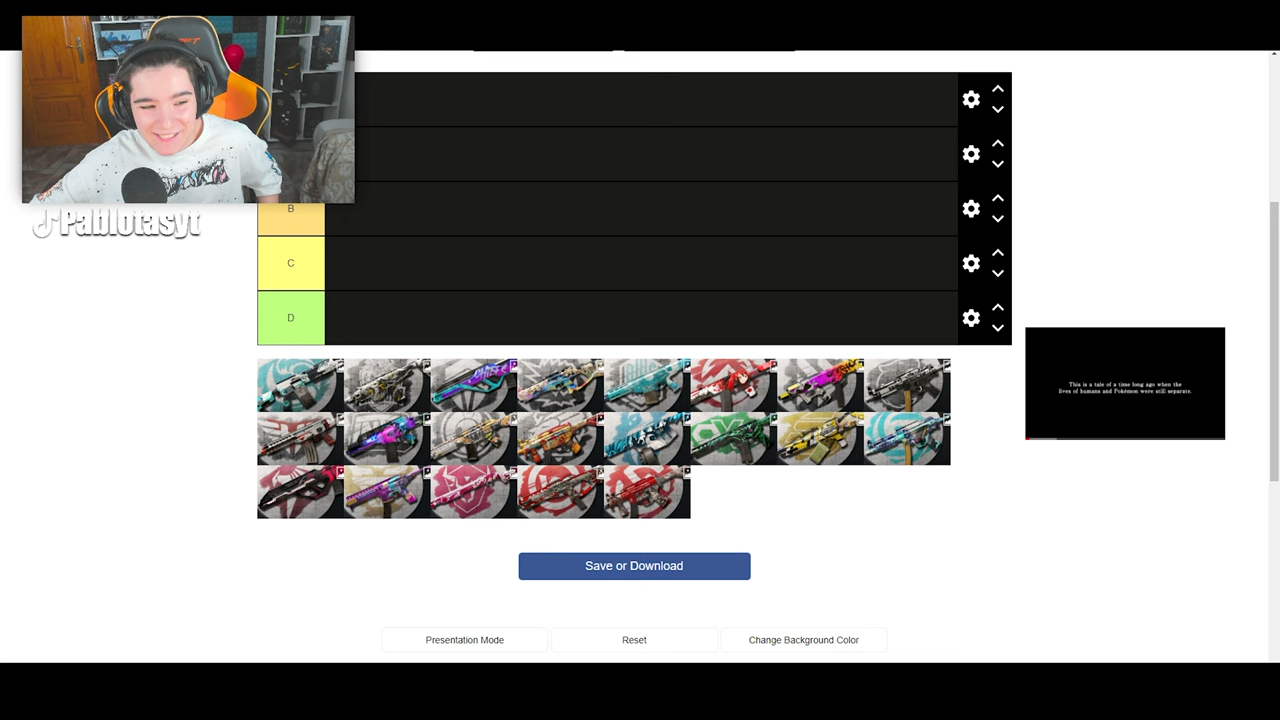 Pablotasyt
B
C
D
This is a tale of a time long ago when the
lives of humans and Pokémon were still separate.
Save or Download
Presentation Mode
Reset
Change Background Color